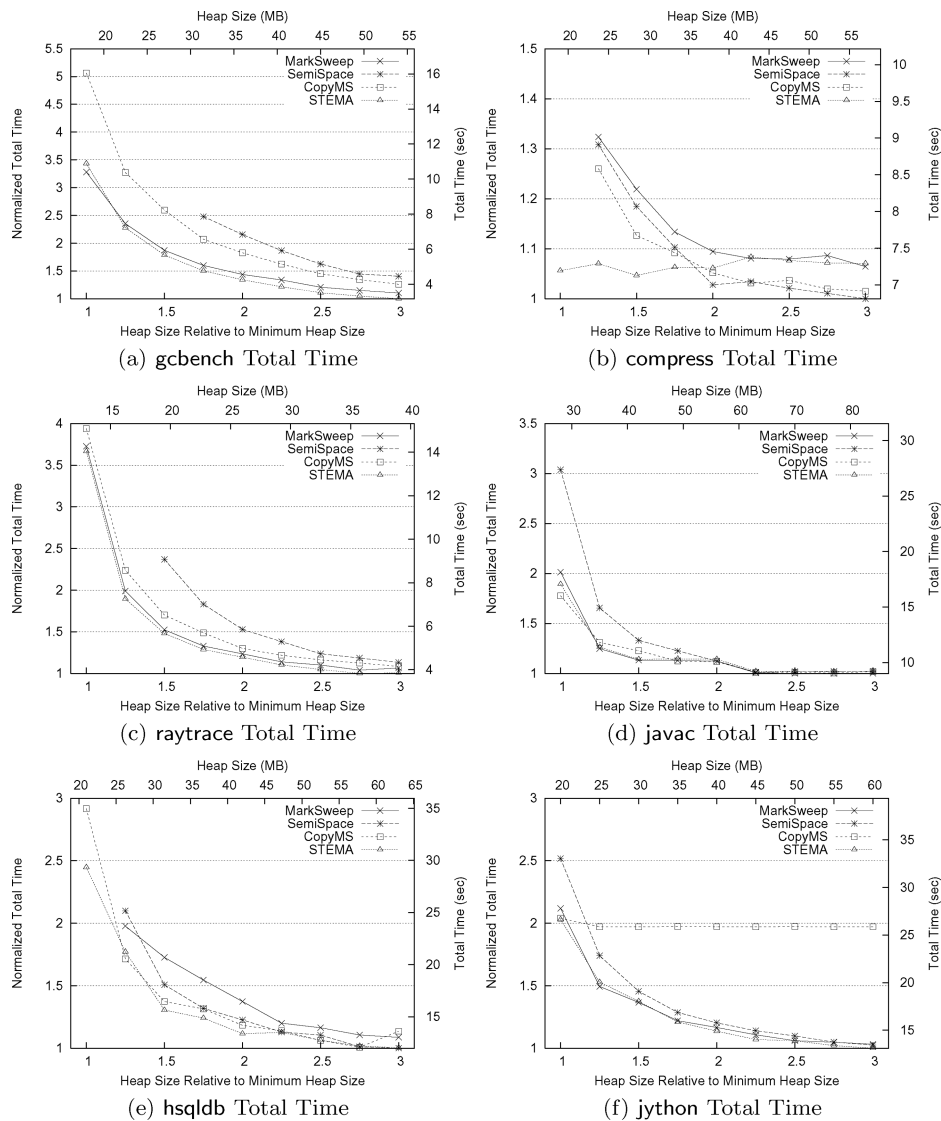 Heap Size (MB)
20 25 30 35 40 45 50 55
5.5
5
4.5
4
3.5
3
2.5
2
1.5
1
16
14
12
10
8
6
4
Normalized Total Time
Total Time (sec)
MarkSweep
SemiSpace
CopyMS
STEMA
1 1.5 2 2.5 3
Heap Size Relative to Minimum Heap Size
(a) gcbench Total Time
Heap Size (MB)
20 25 30 35 40 45 50 55
1.5
1.4
1.3
1.2
1.1
1
10
9.5
9
8.5
8
7.5
7
Normalized Total Time
Total Time (sec)
MarkSweep
SemiSpace
CopyMS
STEMA
1 1.5 2 2.5 3
Heap Size Relative to Minimum Heap Size
(b) compress Total Time
Heap Size (MB)
15 20 25 30 35 40
4
3.5
3
2.5
2
1.5
1
14
12
10
8
6
4
Normalized Total Time
Total Time (sec)
MarkSweep
SemiSpace
CopyMS
STEMA
1 1.5 2 2.5 3
Heap Size Relative to Minimum Heap Size
(c) raytrace Total Time
Heap Size (MB)
30 40 50 60 70 80
3.5
3
2.5
2
1.5
1
30
25
20
15
10
Normalized Total Time
Total Time (sec)
MarkSweep
SemiSpace
CopyMS
STEMA
1 1.5 2 2.5 3
Heap Size Relative to Minimum Heap Size
(d) javac Total Time
Heap Size (MB)
20 25 30 35 40 45 50 55 60 65
3
2.5
2
1.5
1
35
30
25
20
15
Normalized Total Time
Total Time (sec)
MarkSweep
SemiSpace
CopyMS
STEMA
1 1.5 2 2.5 3
Heap Size Relative to Minimum Heap Size
(e) hsqldb Total Time
Heap Size (MB)
20 25 30 35 40 45 50 55 60
3
2.5
2
1.5
1
35
30
25
20
15
Normalized Total Time
Total Time (sec)
MarkSweep
SemiSpace
CopyMS
STEMA
1 1.5 2 2.5 3
Heap Size Relative to Minimum Heap Size
(f) jython Total Time